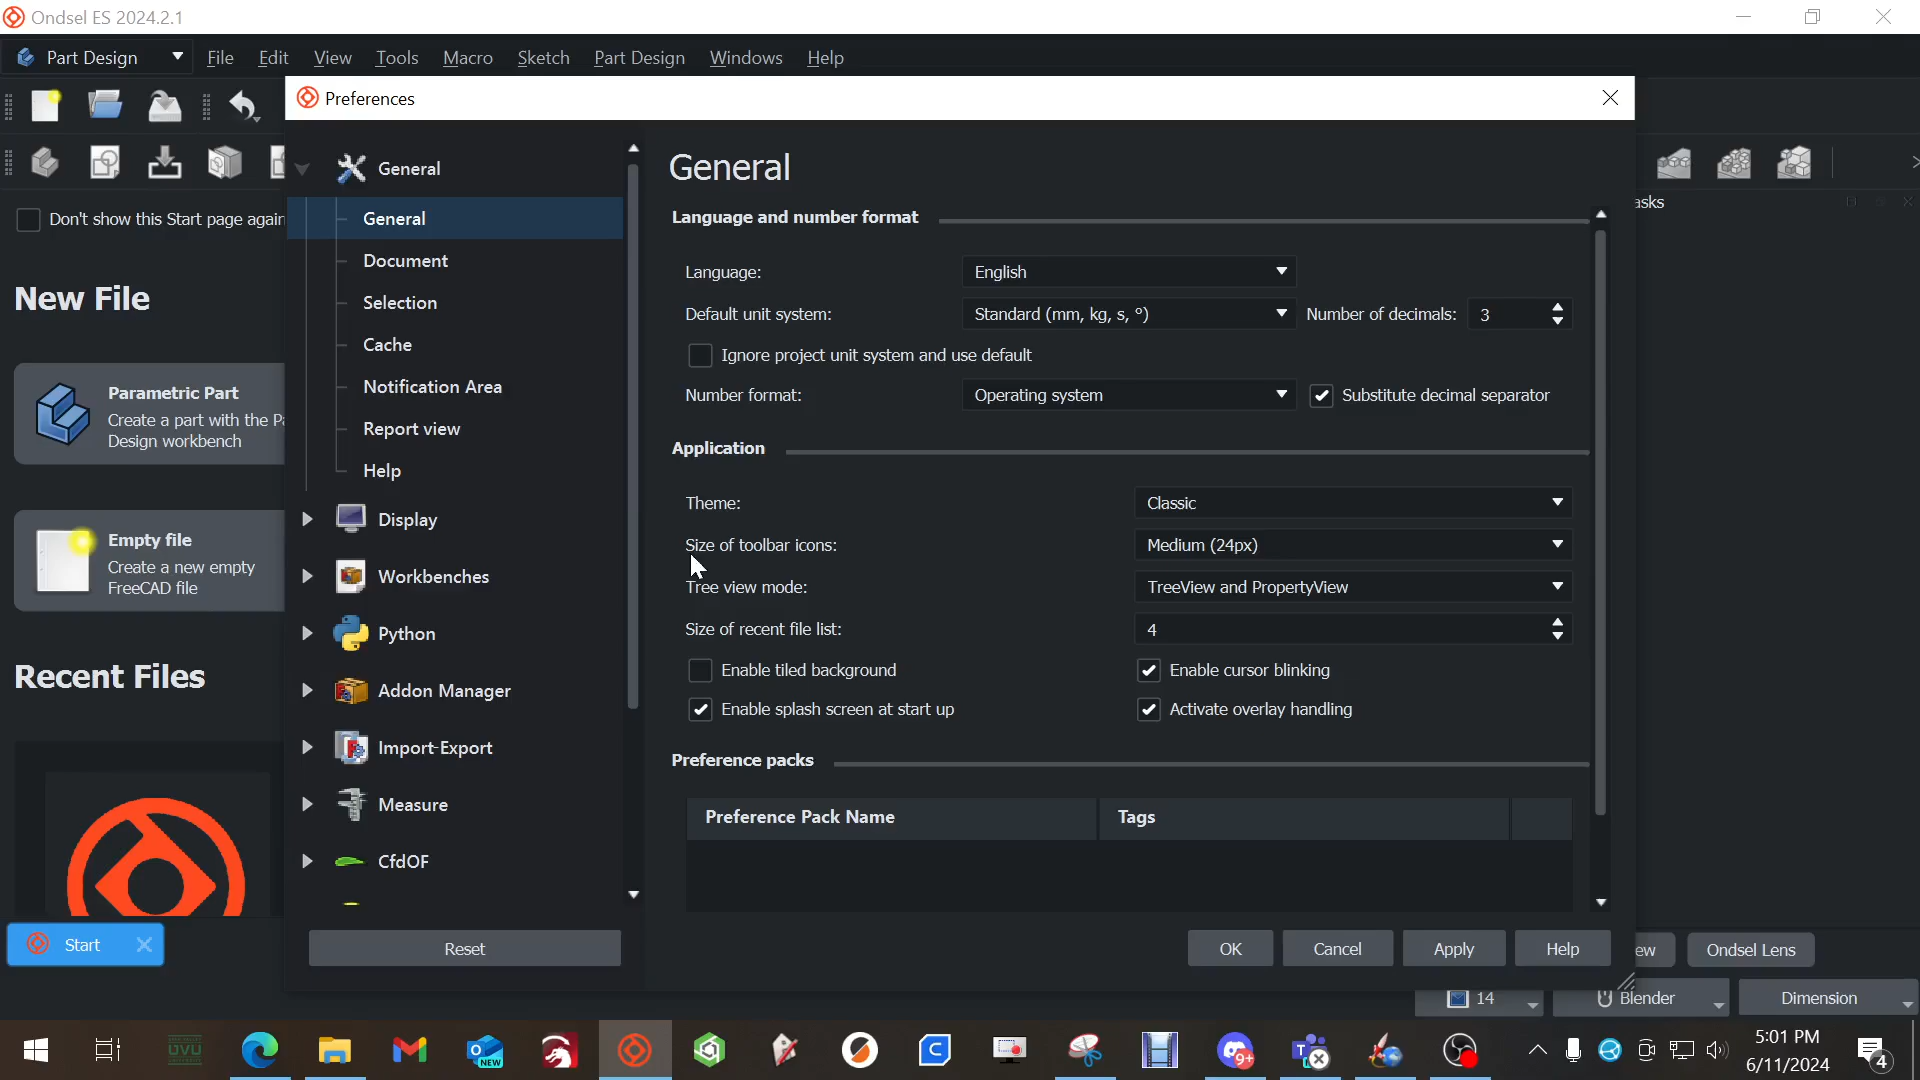 Ondsel ES 2024.2.1
Part Design File Edit View Tools Macro Sketch Part Design Windows Help
Preferences
Don't show this Start page again
New File
Parametric Part
Create a part with the Pa
Design workbench
Empty file
Create a new empty
FreeCAD file
Recent Files
Start
General
General
Document
Selection
Cache
Notification Area
Report view
Help
Display
Workbenches
Python
Addon Manager
Import-Export
Measure
CfdOF
Reset
General
Language and number format
Language: English
Default unit system: Standard (mm, kg, s, °) Number of decimals: 3
Ignore project unit system and use default
Number format: Operating system Substitute decimal separator
Application
Theme: Classic
Size of toolbar icons: Medium (24px)
Tree view mode: TreeView and PropertyView
Size of recent file list: 4
Enable tiled background Enable cursor blinking
Enable splash screen at start up Activate overlay handling
Preference packs
Preference Pack Name Tags
OK Cancel Apply Help
asks
ew Ondsel Lens
14 Blender Dimension
GVU
NEW
9+
5:01 PM
6/11/2024
4